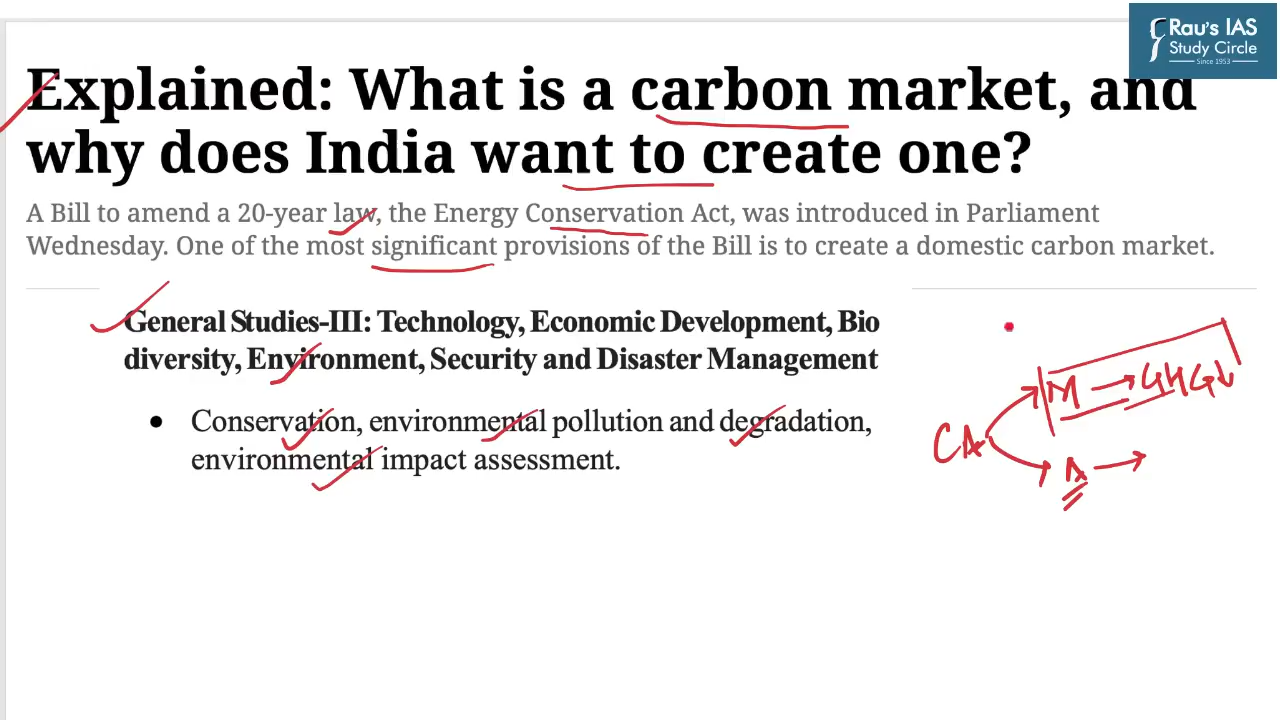 Rau's IAS
Study Circle
Since 1953
Explained: What is a carbon market, and
why does India want to create one?
A Bill to amend a 20-year law, the Energy Conservation Act, was introduced in Parliament
Wednesday. One of the most significant provisions of the Bill is to create a domestic carbon market.
General Studies-III: Technology, Economic Development, Bio
diversity, Environment, Security and Disaster Management
• Conservation, environmental pollution and degradation,
environmental impact assessment.
M → GHG↓
CA
A →